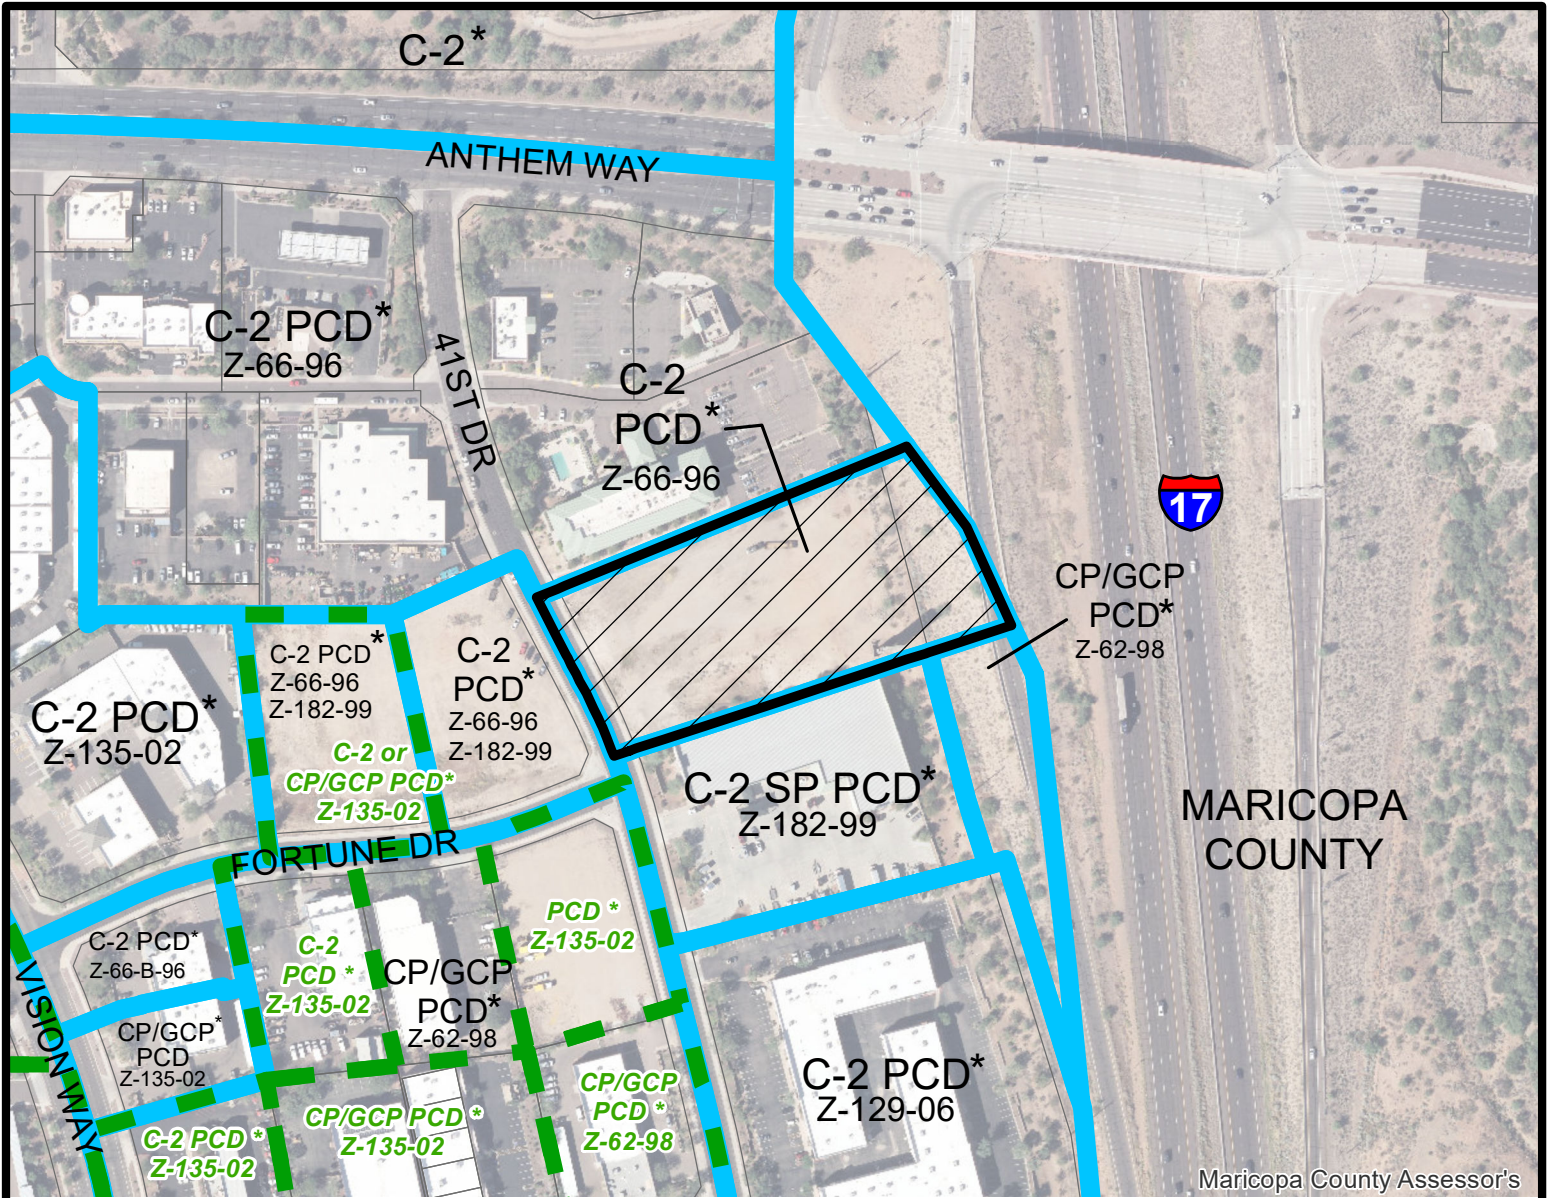 C-2*
ANTHEM WAY
C-2 PCD*
Z-66-96
41ST DR
C-2
PCD*
Z-66-96
17
CP/GCP
PCD*
Z-62-98
C-2 PCD*
Z-66-96
Z-182-99
C-2
PCD*
Z-66-96
Z-182-99
C-2 PCD*
Z-135-02
C-2 or
CP/GCP PCD*
Z-135-02
C-2 SP PCD*
Z-182-99
MARICOPA
COUNTY
FORTUNE DR
C-2 PCD*
Z-66-B-96
C-2
PCD *
Z-135-02
CP/GCP
PCD*
Z-62-98
PCD *
Z-135-02
VISION WAY
CP/GCP*
PCD
Z-135-02
C-2 PCD*
Z-129-06
CP/GCP
PCD *
Z-62-98
CP/GCP PCD *
Z-135-02
C-2 PCD *
Z-135-02
Maricopa County Assessor's